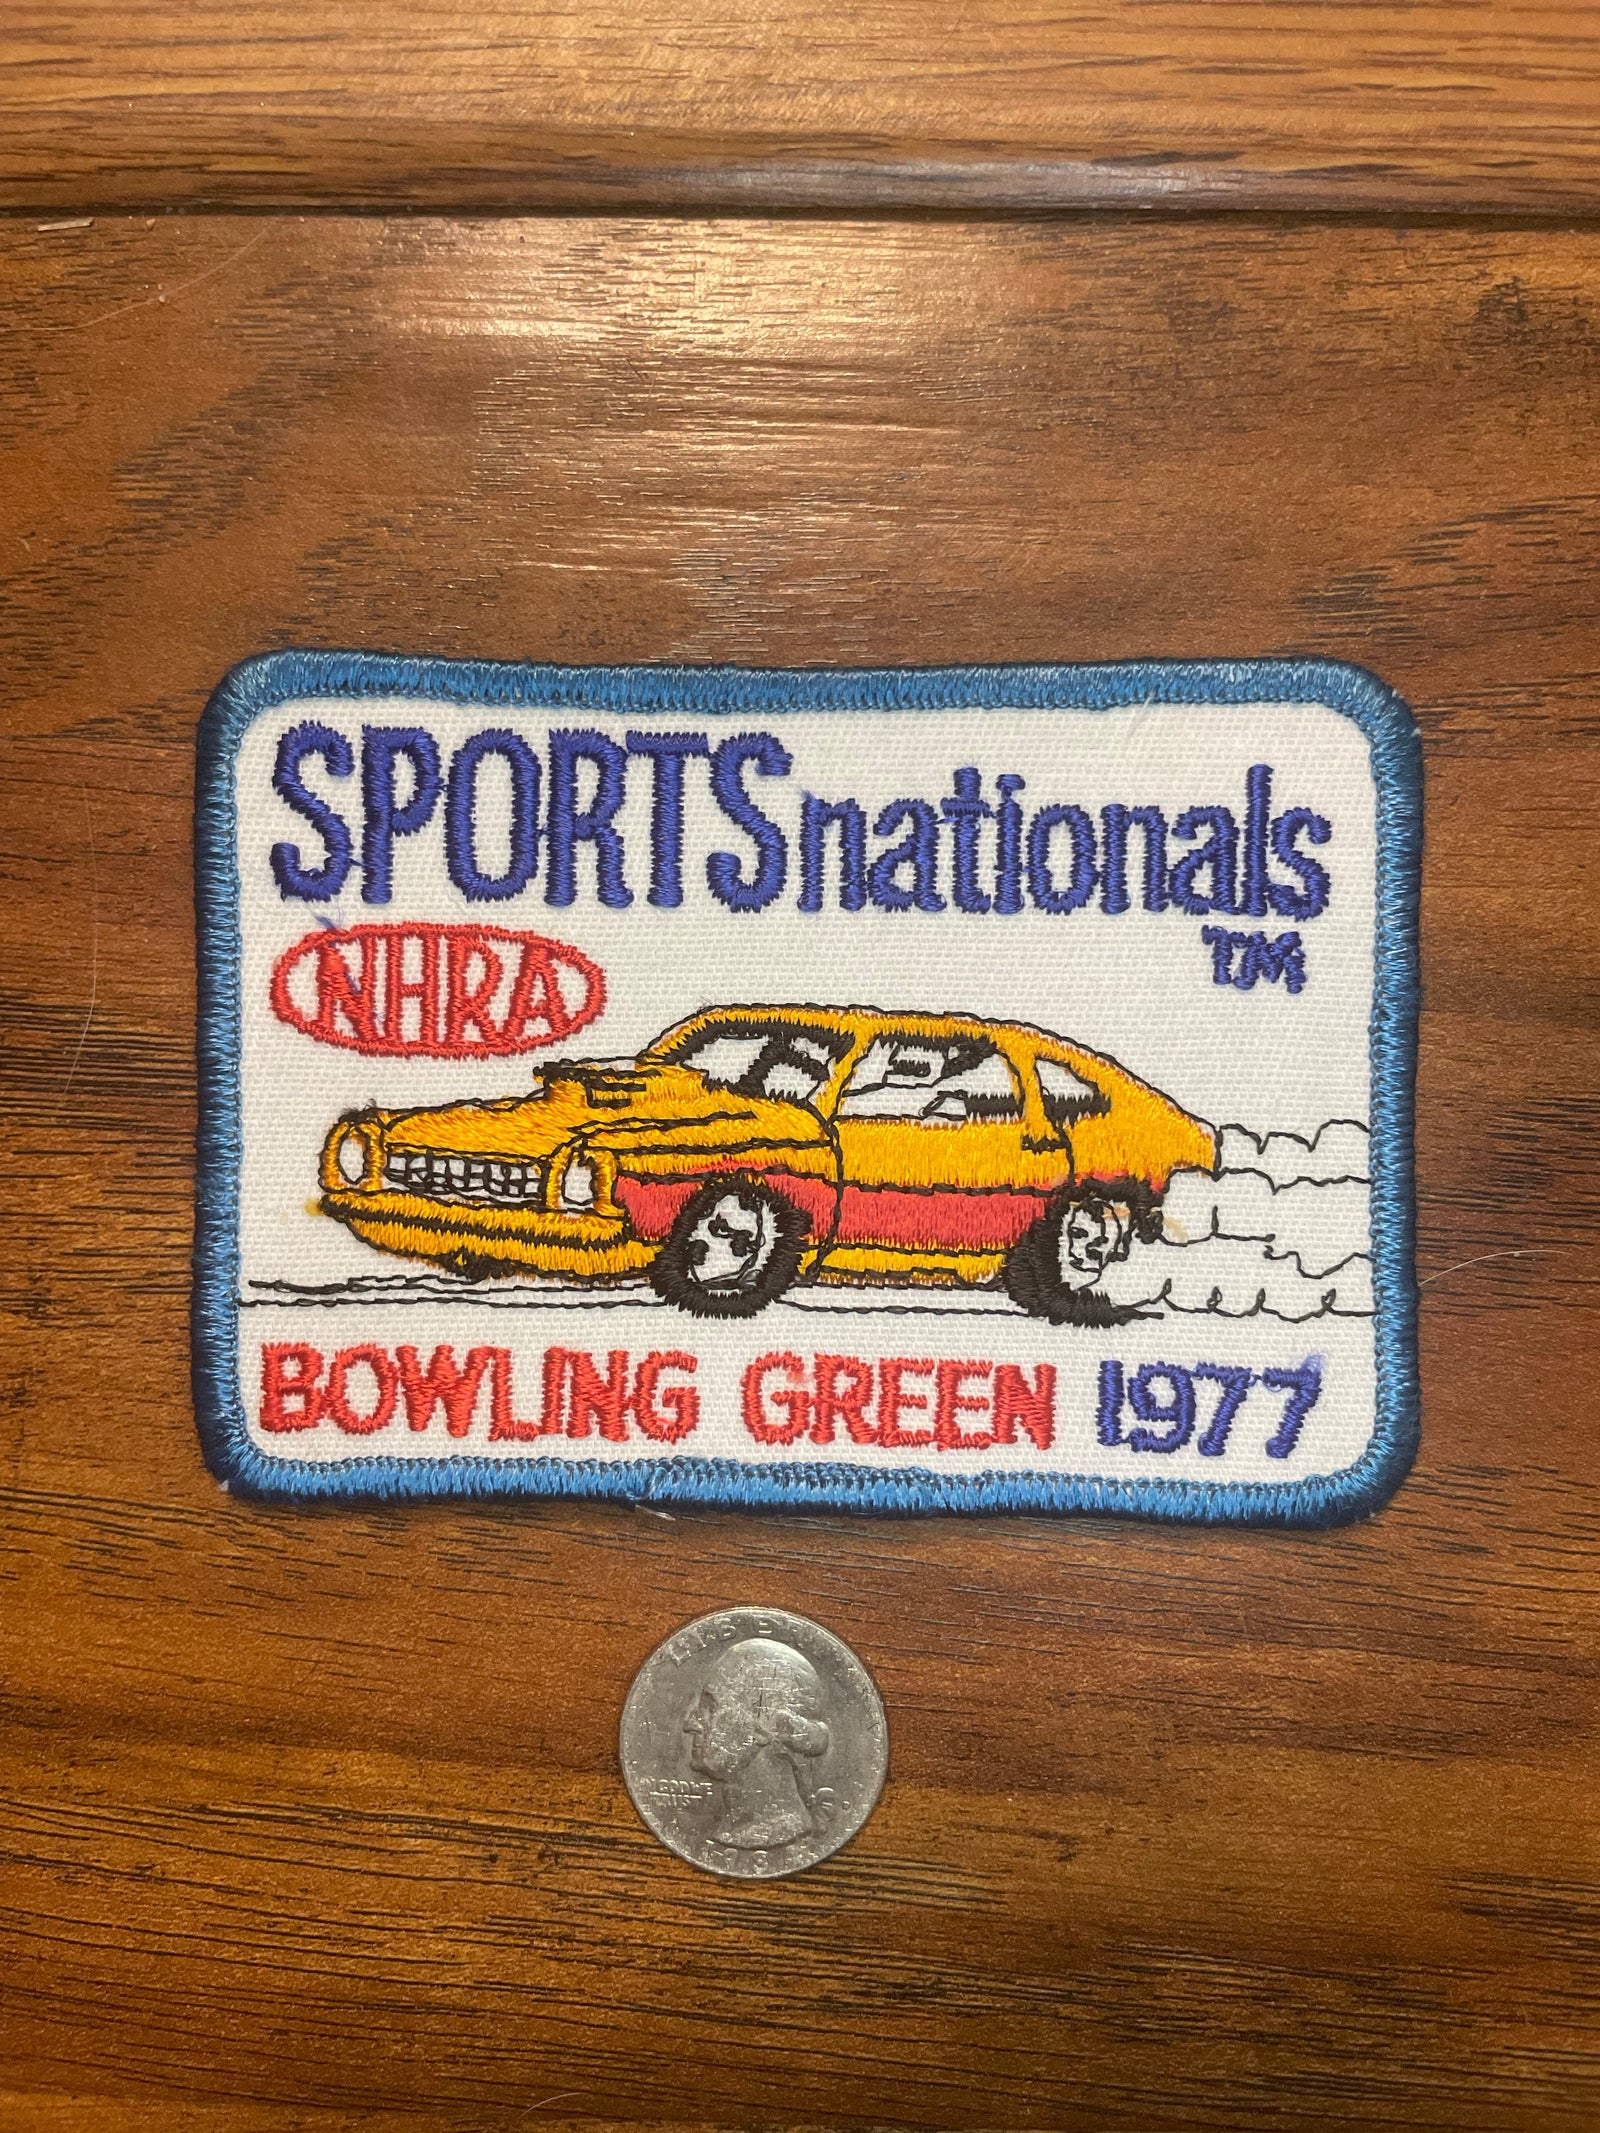 SPORTSnationals
TM
NHRA
BOWLING GREEN 1977
LIBERTY
IN GOD WE
TRUST